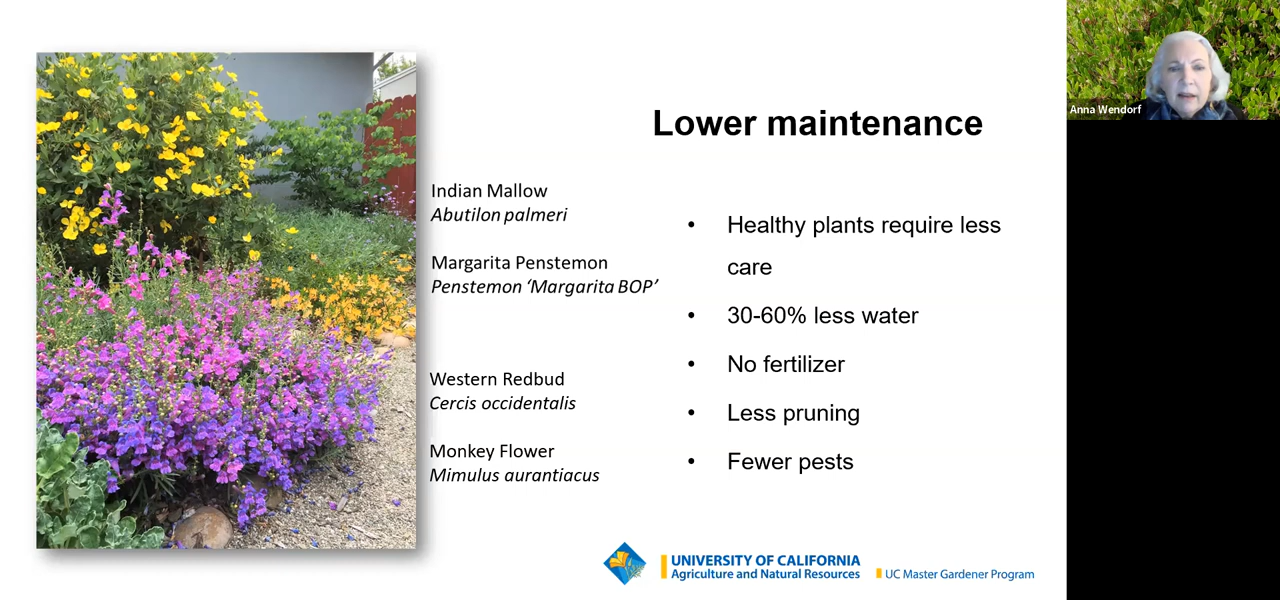 Lower maintenance
Indian Mallow
Abutilon palmeri
Margarita Penstemon
Penstemon ‘Margarita BOP’
Western Redbud
Cercis occidentalis
Monkey Flower
Mimulus aurantiacus
• Healthy plants require less
care
• 30-60% less water
• No fertilizer
• Less pruning
• Fewer pests
UNIVERSITY OF CALIFORNIA
Agriculture and Natural Resources
UC Master Gardener Program
Anna Wendorf